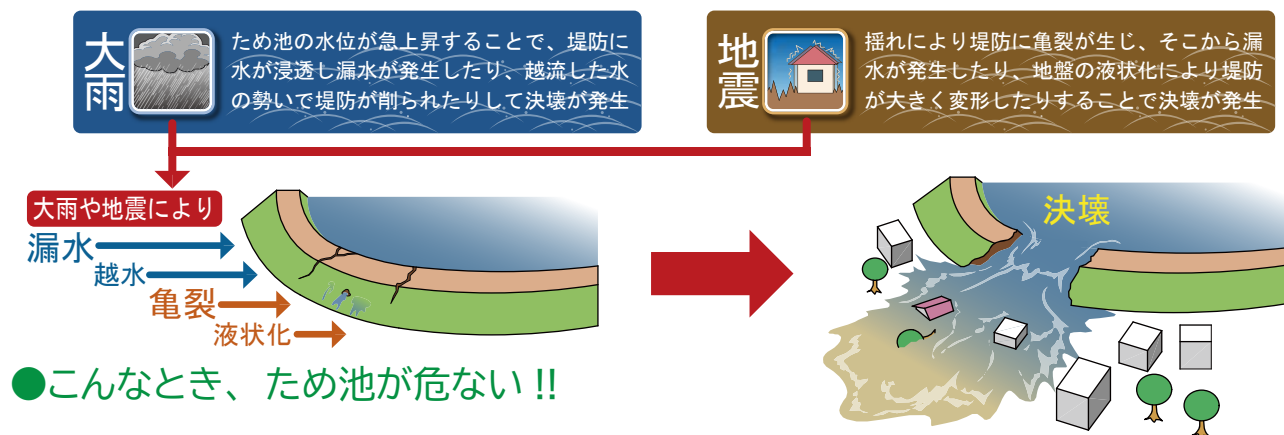 大雨
ため池の水位が急上昇することで、堤防に
水が浸透し漏水が発生したり、越流した水
の勢いで堤防が削られたりして決壊が発生
地震
揺れにより堤防に亀裂が生じ、そこから漏
水が発生したり、地盤の液状化により堤防
が大きく変形したりすることで決壊が発生
大雨や地震により
漏水
越水
亀裂
液状化
決壊
●こんなとき、ため池が危ない!!